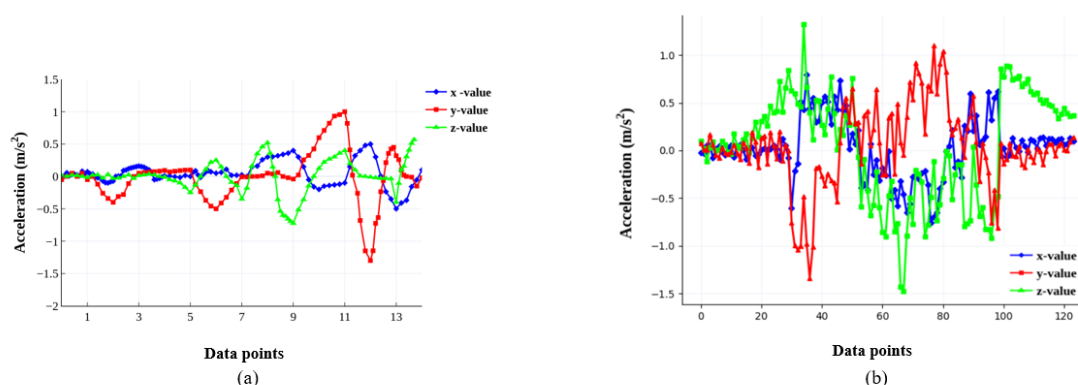 Acceleration (m/s²)
1.5
1
0.5
0
−0.5
−1
−1.5
−2
1 3 5 7 9 11 13
x -value
y-value
z-value
Data points
(a)
Acceleration (m/s²)
1.0
0.5
0.0
−0.5
−1.0
−1.5
0 20 40 60 80 100 120
x-value
y-value
z-value
Data points
(b)